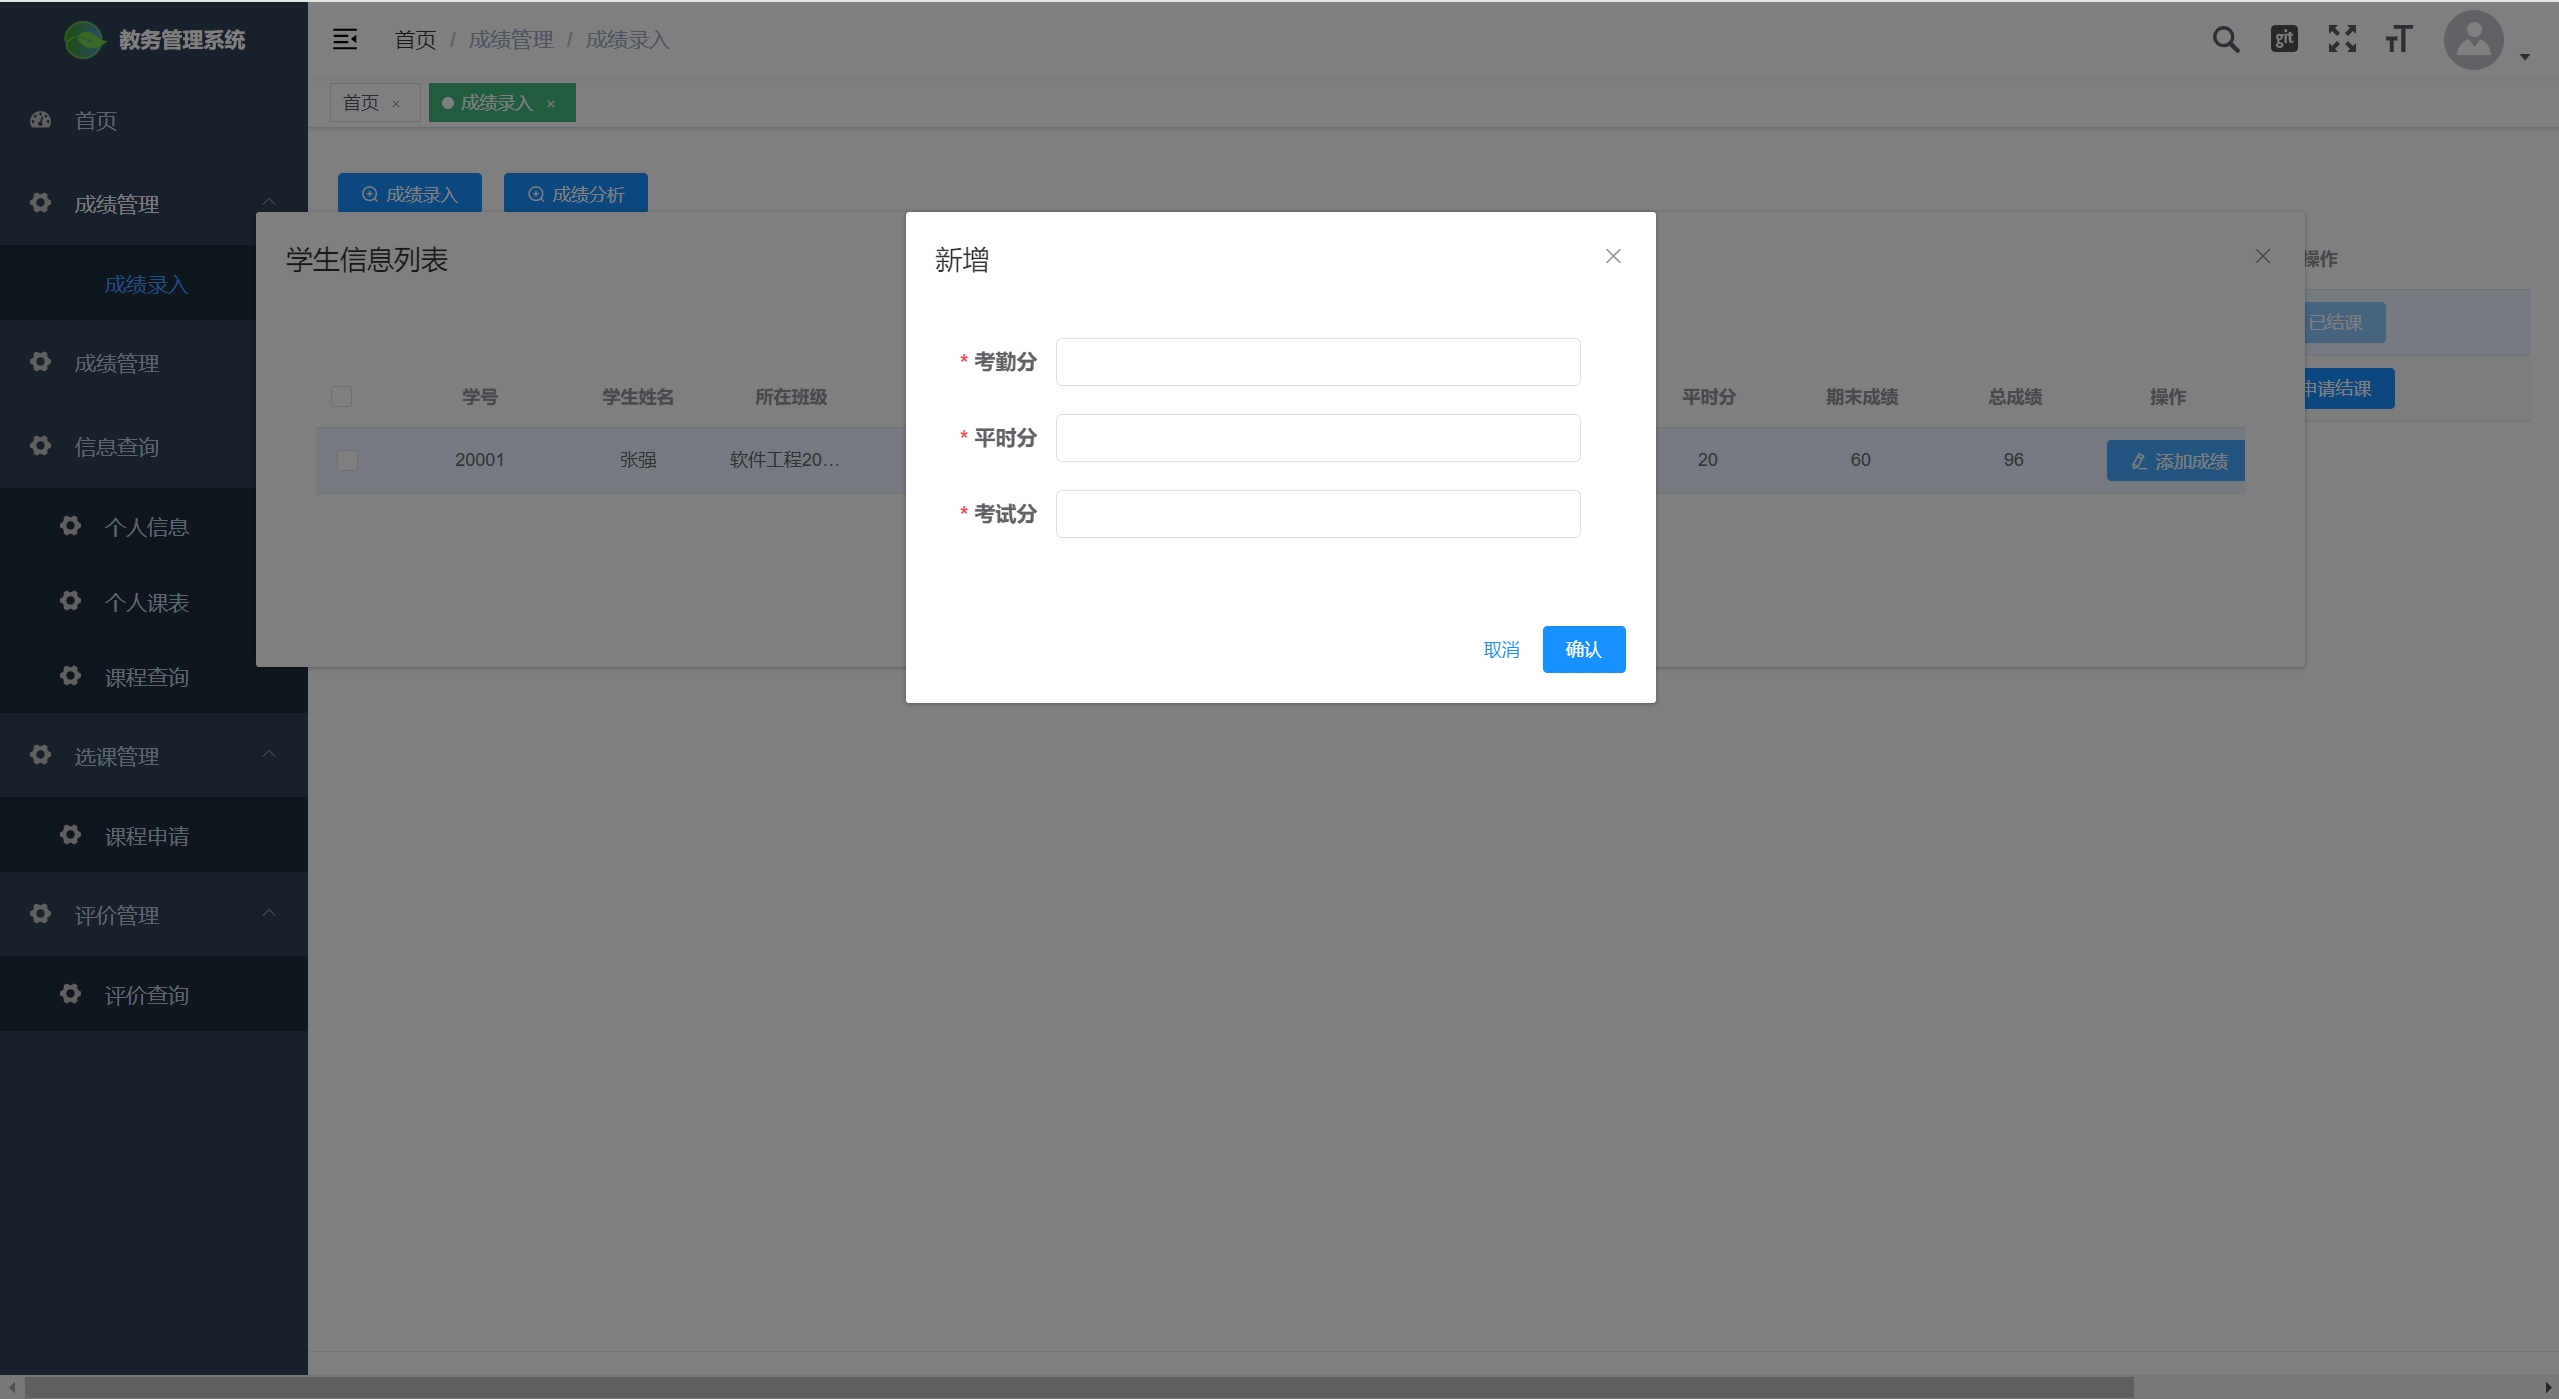 教务管理系统
首页 / 成绩管理 / 成绩录入
git
首页 ×
成绩录入 ×
首页
成绩管理
成绩录入
成绩管理
信息查询
个人信息
个人课表
课程查询
选课管理
课程申请
评价管理
评价查询
成绩录入
成绩分析
操作
已结课
申请结课
学生信息列表
学号 学生姓名 所在班级 平时分 期末成绩 总成绩 操作
20001 张强 软件工程20... 20 60 96 添加成绩
新增
* 考勤分
* 平时分
* 考试分
取消 确认